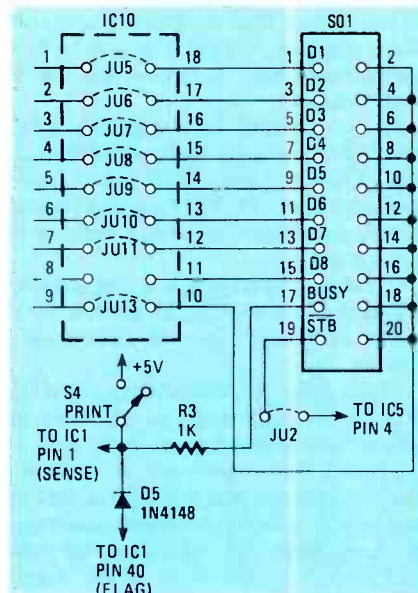 IC10 SO1
1 JU5 18 1 D1 2
2 JU6 17 3 D2 4
3 JU7 16 5 D3 6
4 JU8 15 7 D4 8
5 JU9 14 9 D5 10
6 JU10 13 11 D6 12
7 JU11 12 13 D7 14
8 11 15 D8 16
9 JU13 10 17 BUSY 18
19 STB 20
+5V
S4
PRINT
R3
1K
JU2
TO IC5
PIN 4
TO IC1
PIN 1
(SENSE)
D5
1N4148
TO IC1
PIN 40
(FLAG)